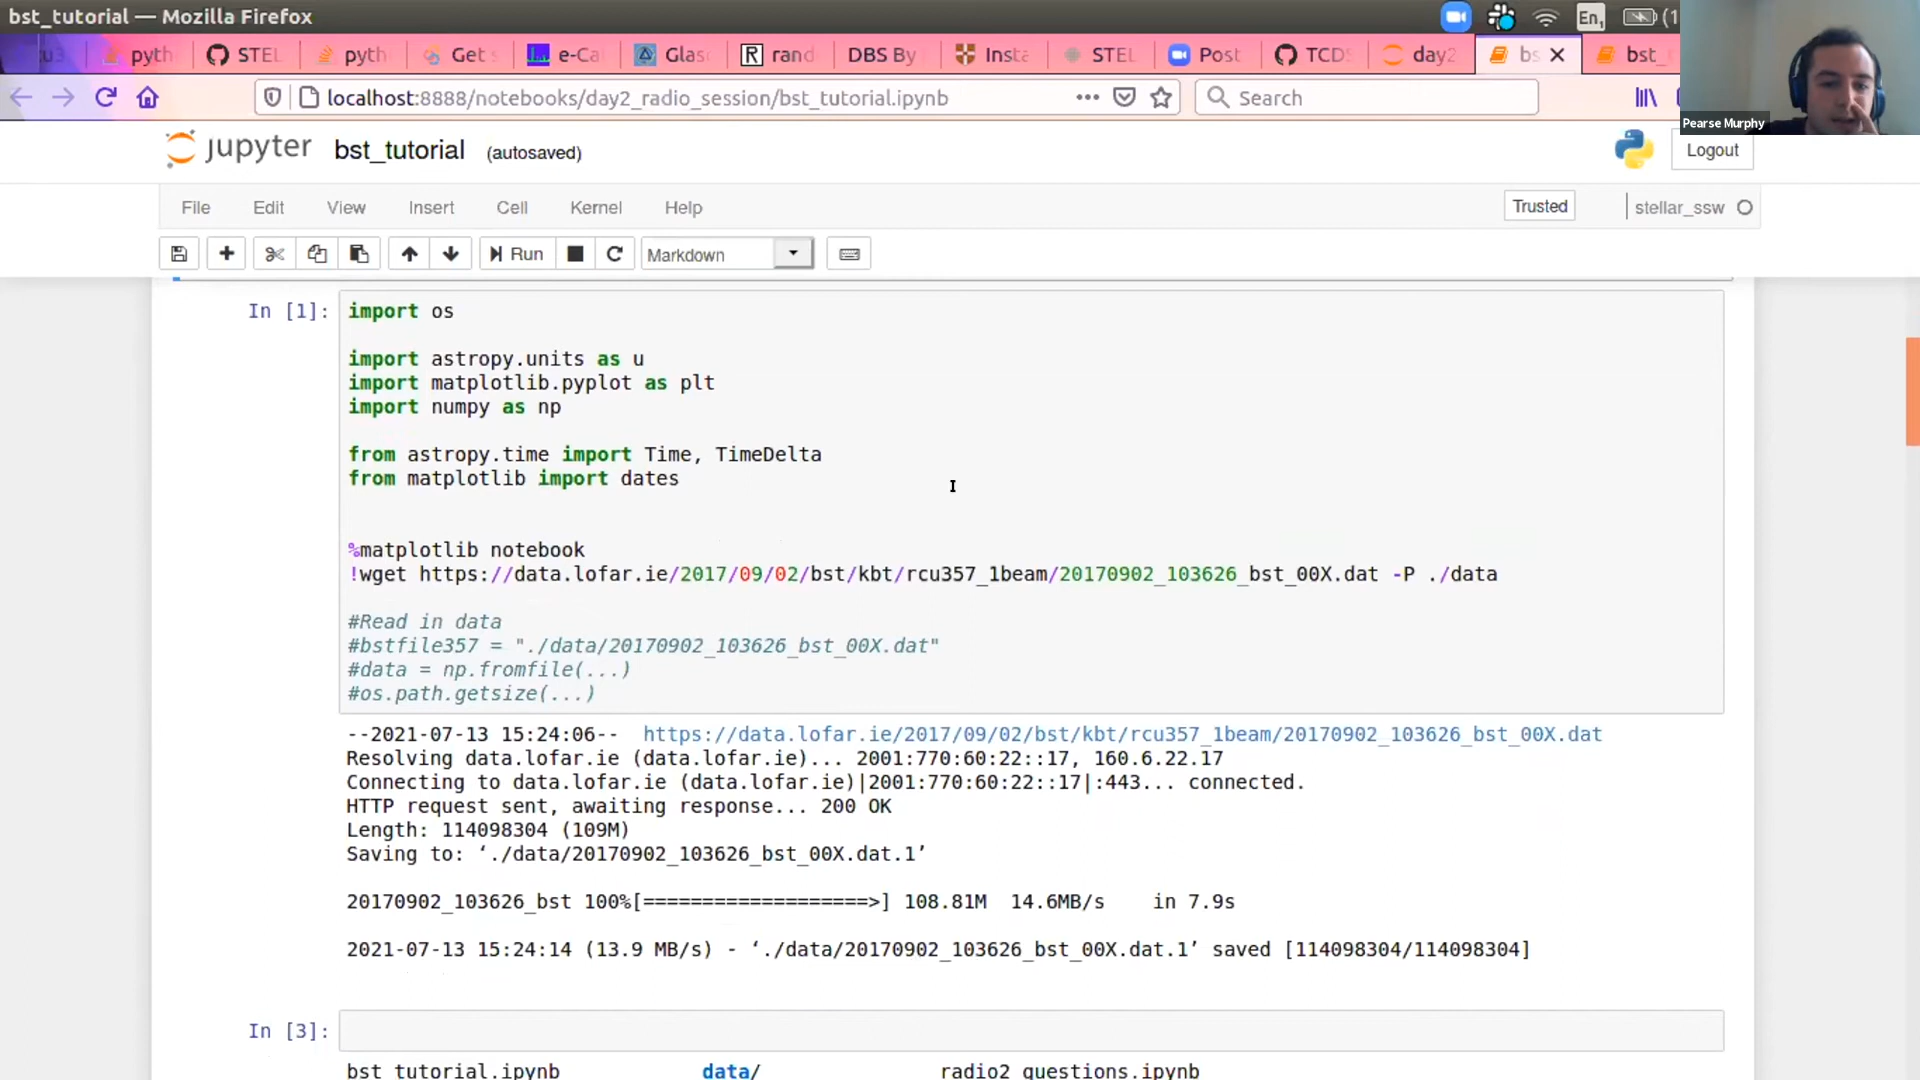 bst_tutorial — Mozilla Firefox
En₁
(1
cu3
pyth
STEL
pyth
Get s
e-Ca
Glas
R rand
DBS By
Insta
STEL
Post
TCDS
day2
bs
bst_
localhost:8888/notebooks/day2_radio_session/bst_tutorial.ipynb
Search
Pearse Murphy
jupyter bst_tutorial (autosaved)
Logout
File Edit View Insert Cell Kernel Help
Trusted
stellar_ssw
Run
Markdown
In [1]:
import os
import astropy.units as u
import matplotlib.pyplot as plt
import numpy as np
from astropy.time import Time, TimeDelta
from matplotlib import dates
%matplotlib notebook
!wget https://data.lofar.ie/2017/09/02/bst/kbt/rcu357_1beam/20170902_103626_bst_00X.dat -P ./data
#Read in data
#bstfile357 = "./data/20170902_103626_bst_00X.dat"
#data = np.fromfile(...)
#os.path.getsize(...)
--2021-07-13 15:24:06-- https://data.lofar.ie/2017/09/02/bst/kbt/rcu357_1beam/20170902_103626_bst_00X.dat
Resolving data.lofar.ie (data.lofar.ie)... 2001:770:60:22::17, 160.6.22.17
Connecting to data.lofar.ie (data.lofar.ie)|2001:770:60:22::17|:443... connected.
HTTP request sent, awaiting response... 200 OK
Length: 114098304 (109M)
Saving to: ‘./data/20170902_103626_bst_00X.dat.1’
20170902_103626_bst 100%[===================>] 108.81M 14.6MB/s in 7.9s
2021-07-13 15:24:14 (13.9 MB/s) - ‘./data/20170902_103626_bst_00X.dat.1’ saved [114098304/114098304]
In [3]:
bst_tutorial.ipynb data/ radio2_questions.ipynb